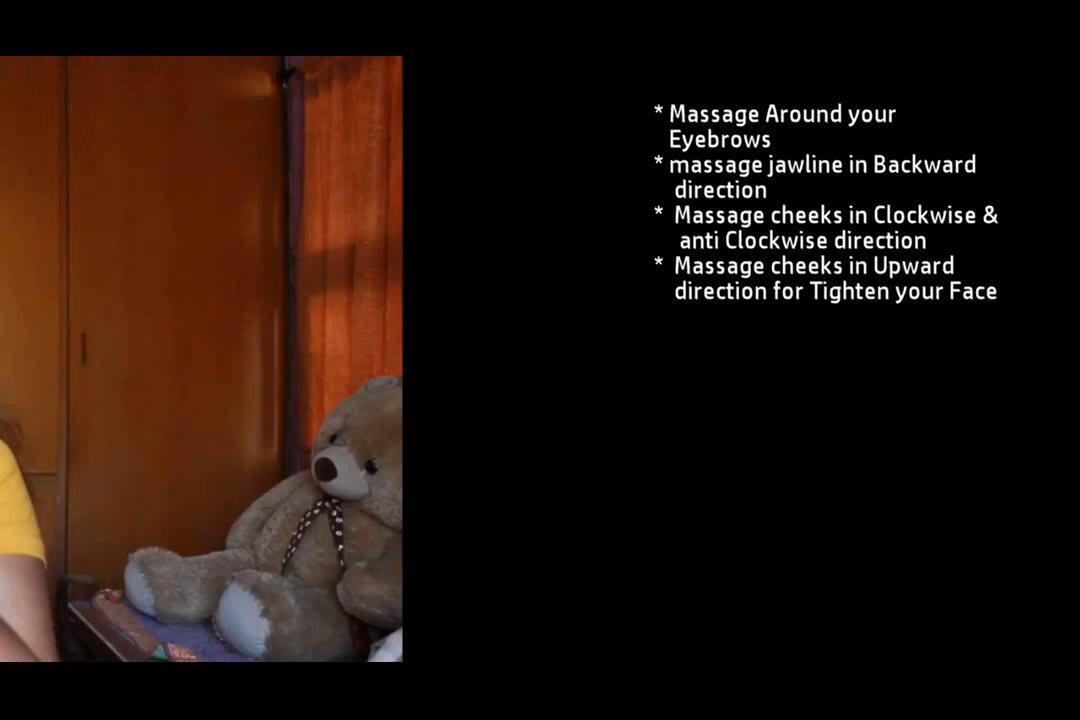 * Massage Around your
Eyebrows
* massage jawline in Backward
direction
* Massage cheeks in Clockwise &
anti Clockwise direction
* Massage cheeks in Upward
direction for Tighten your Face